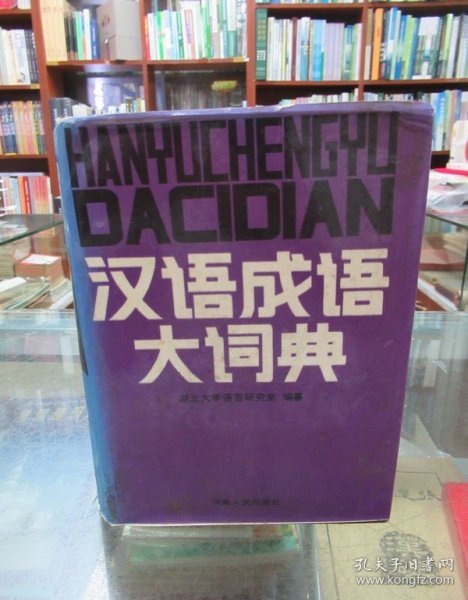 HANYUCHENGYU
DACIDIAN
汉语成语
大词典
湖北大学语言研究室 编纂
河南人民出版社
孔夫子旧书网
www.kongfz.com